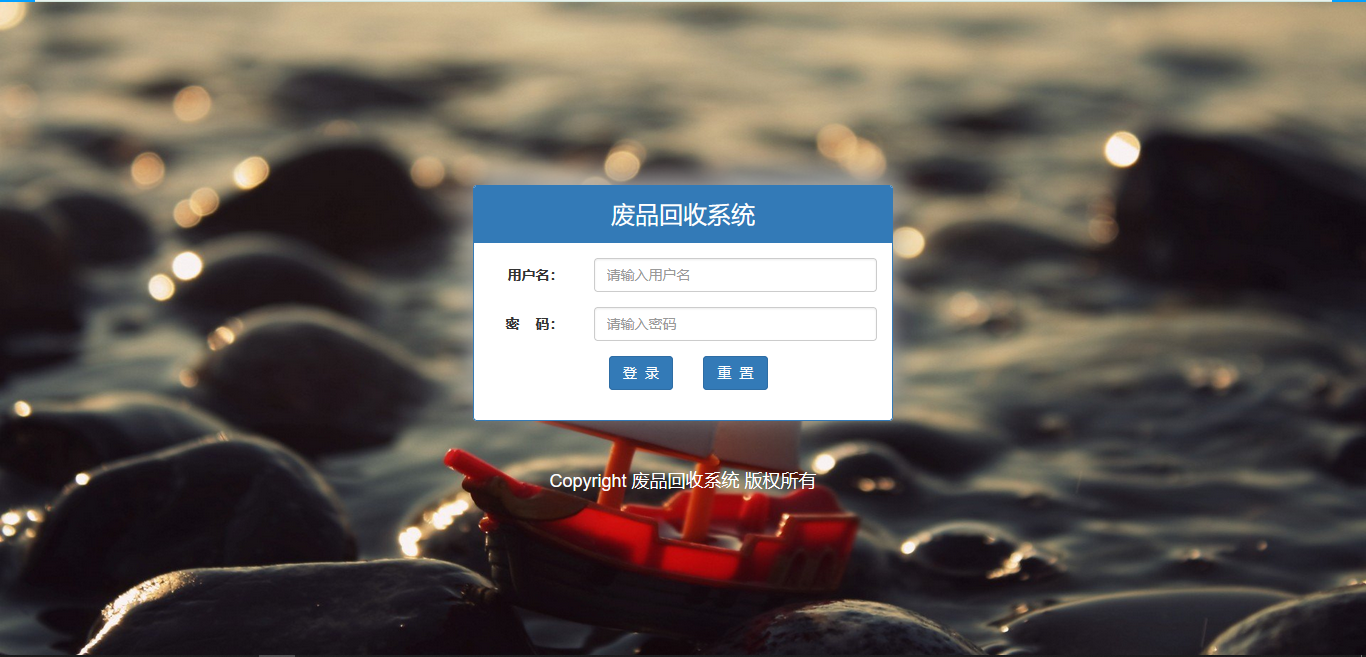 废品回收系统
用户名：
请输入用户名
密 码：
请输入密码
登 录
重 置
Copyright 废品回收系统 版权所有